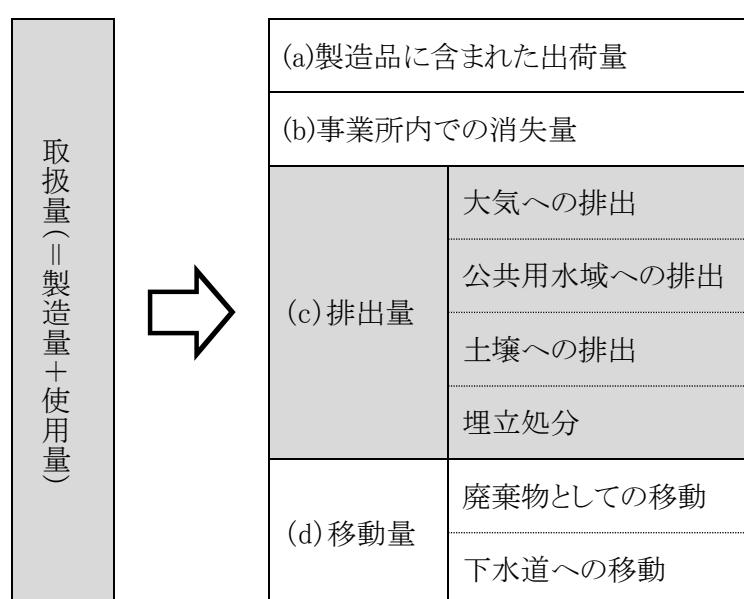 取扱量(＝製造量＋使用量)
(a)製造品に含まれた出荷量
(b)事業所内での消失量
(c)排出量
大気への排出
公共用水域への排出
土壌への排出
埋立処分
(d)移動量
廃棄物としての移動
下水道への移動